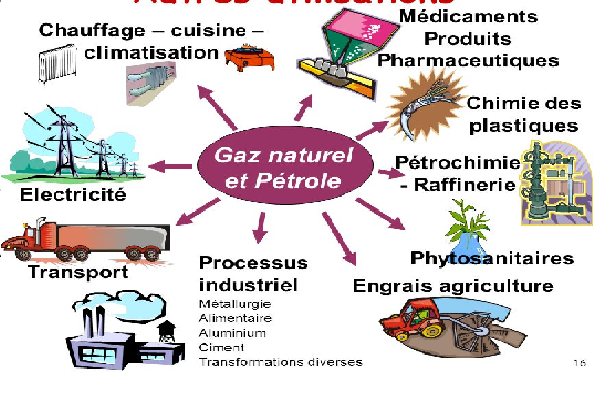 Chauffage – cuisine –
climatisation
Médicaments
Produits
Pharmaceutiques
Chimie des
plastiques
Gaz naturel
et Pétrole
Pétrochimie
- Raffinerie
Electricité
Phytosanitaires
Transport
Processus
industriel
Métallurgie
Alimentaire
Aluminium
Ciment
Transformations diverses
Engrais agriculture
16